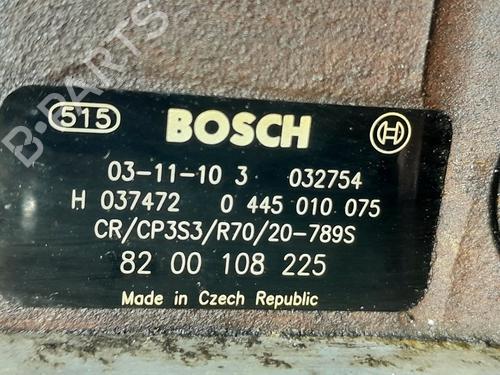 515 BOSCH H
03-11-10 3 032754
H 037472 0 445 010 075
CR/CP3S3/R70/20-789S
82 00 108 225
Made in Czech Republic
B-PARTS